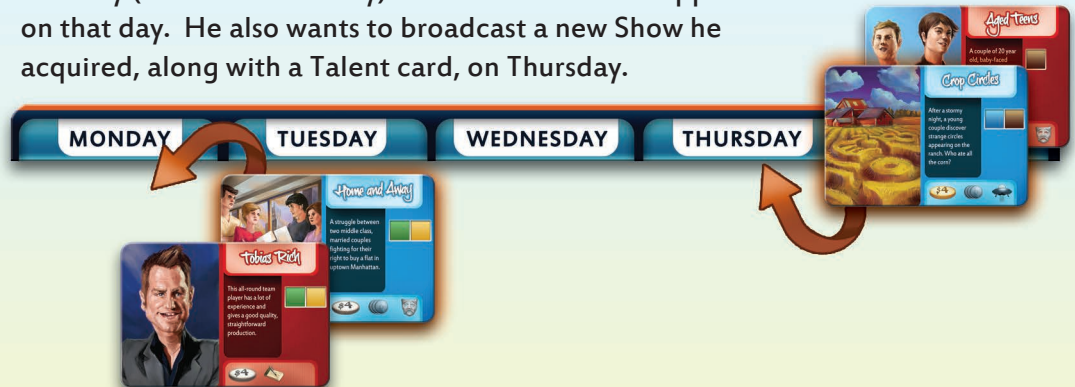 on that day. He also wants to broadcast a new Show he
acquired, along with a Talent card, on Thursday.
Aged Teens
A couple of 20 year
old, baby-faced
Crop Circles
After a stormy
night, a young
couple discover
strange circles
appearing on the
ranch. Who ate all
the corn?
$4
MONDAY
TUESDAY
WEDNESDAY
THURSDAY
Home and Away
A struggle between
two middle class,
married couples
fighting for their
right to buy a flat in
uptown Manhattan.
$4
Tobias Rich
This all-round team
player has a lot of
experience and
gives a good quality,
straightforward
production.
$4